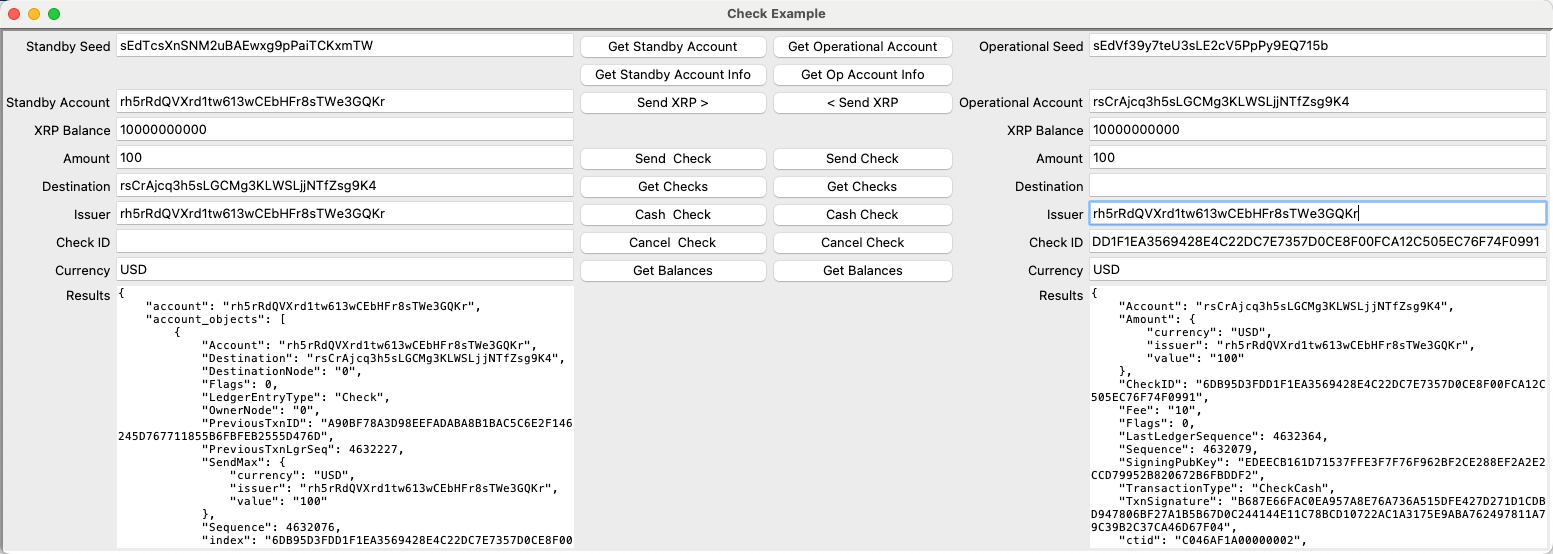 Check Example
Standby Seed sEdTcsXnSNM2uBAEwxg9pPaiTCKxmTW Get Standby Account Get Operational Account Operational Seed sEdVf39y7teU3sLE2cV5PpPy9EQ715b
Get Standby Account Info Get Op Account Info
Standby Account rh5rRdQVXrd1tw613wCEbHFr8sTWe3GQKr Send XRP > < Send XRP Operational Account rsCrAjcq3h5sLGCMg3KLWSLjjNTfZsg9K4
XRP Balance 10000000000 XRP Balance 10000000000
Amount 100 Send  Check Send Check Amount 100
Destination rsCrAjcq3h5sLGCMg3KLWSLjjNTfZsg9K4 Get Checks Get Checks Destination
Issuer rh5rRdQVXrd1tw613wCEbHFr8sTWe3GQKr Cash  Check Cash Check Issuer rh5rRdQVXrd1tw613wCEbHFr8sTWe3GQKr
Check ID Cancel  Check Cancel Check Check ID DD1F1EA3569428E4C22DC7E7357D0CE8F00FCA12C505EC76F74F0991
Currency USD Get Balances Get Balances Currency USD
Results
{
    "account": "rh5rRdQVXrd1tw613wCEbHFr8sTWe3GQKr",
    "account_objects": [
        {
            "Account": "rh5rRdQVXrd1tw613wCEbHFr8sTWe3GQKr",
            "Destination": "rsCrAjcq3h5sLGCMg3KLWSLjjNTfZsg9K4",
            "DestinationNode": "0",
            "Flags": 0,
            "LedgerEntryType": "Check",
            "OwnerNode": "0",
            "PreviousTxnID": "A90BF78A3D98EEFADABA8B1BAC5C6E2F146
245D767711855B6FBFEB2555D476D",
            "PreviousTxnLgrSeq": 4632227,
            "SendMax": {
                "currency": "USD",
                "issuer": "rh5rRdQVXrd1tw613wCEbHFr8sTWe3GQKr",
                "value": "100"
            },
            "Sequence": 4632076,
            "index": "6DB95D3FDD1F1EA3569428E4C22DC7E7357D0CE8F00
Results
{
    "Account": "rsCrAjcq3h5sLGCMg3KLWSLjjNTfZsg9K4",
    "Amount": {
        "currency": "USD",
        "issuer": "rh5rRdQVXrd1tw613wCEbHFr8sTWe3GQKr",
        "value": "100"
    },
    "CheckID": "6DB95D3FDD1F1EA3569428E4C22DC7E7357D0CE8F00FCA12C
505EC76F74F0991",
    "Fee": "10",
    "Flags": 0,
    "LastLedgerSequence": 4632364,
    "Sequence": 4632079,
    "SigningPubKey": "EDEECB161D71537FFE3F7F76F962BF2CE288EF2A2E2
CCD79952B820672B6FBDDF2",
    "TransactionType": "CheckCash",
    "TxnSignature": "B687E66FAC0EA957A8E76A736A515DFE427D271D1CDB
D947806BF27A1B5B67D0C244144E11C78BCD10722AC1A3175E9ABA762497811A7
9C39B2C37CA46D67F04",
    "ctid": "C046AF1A00000002",